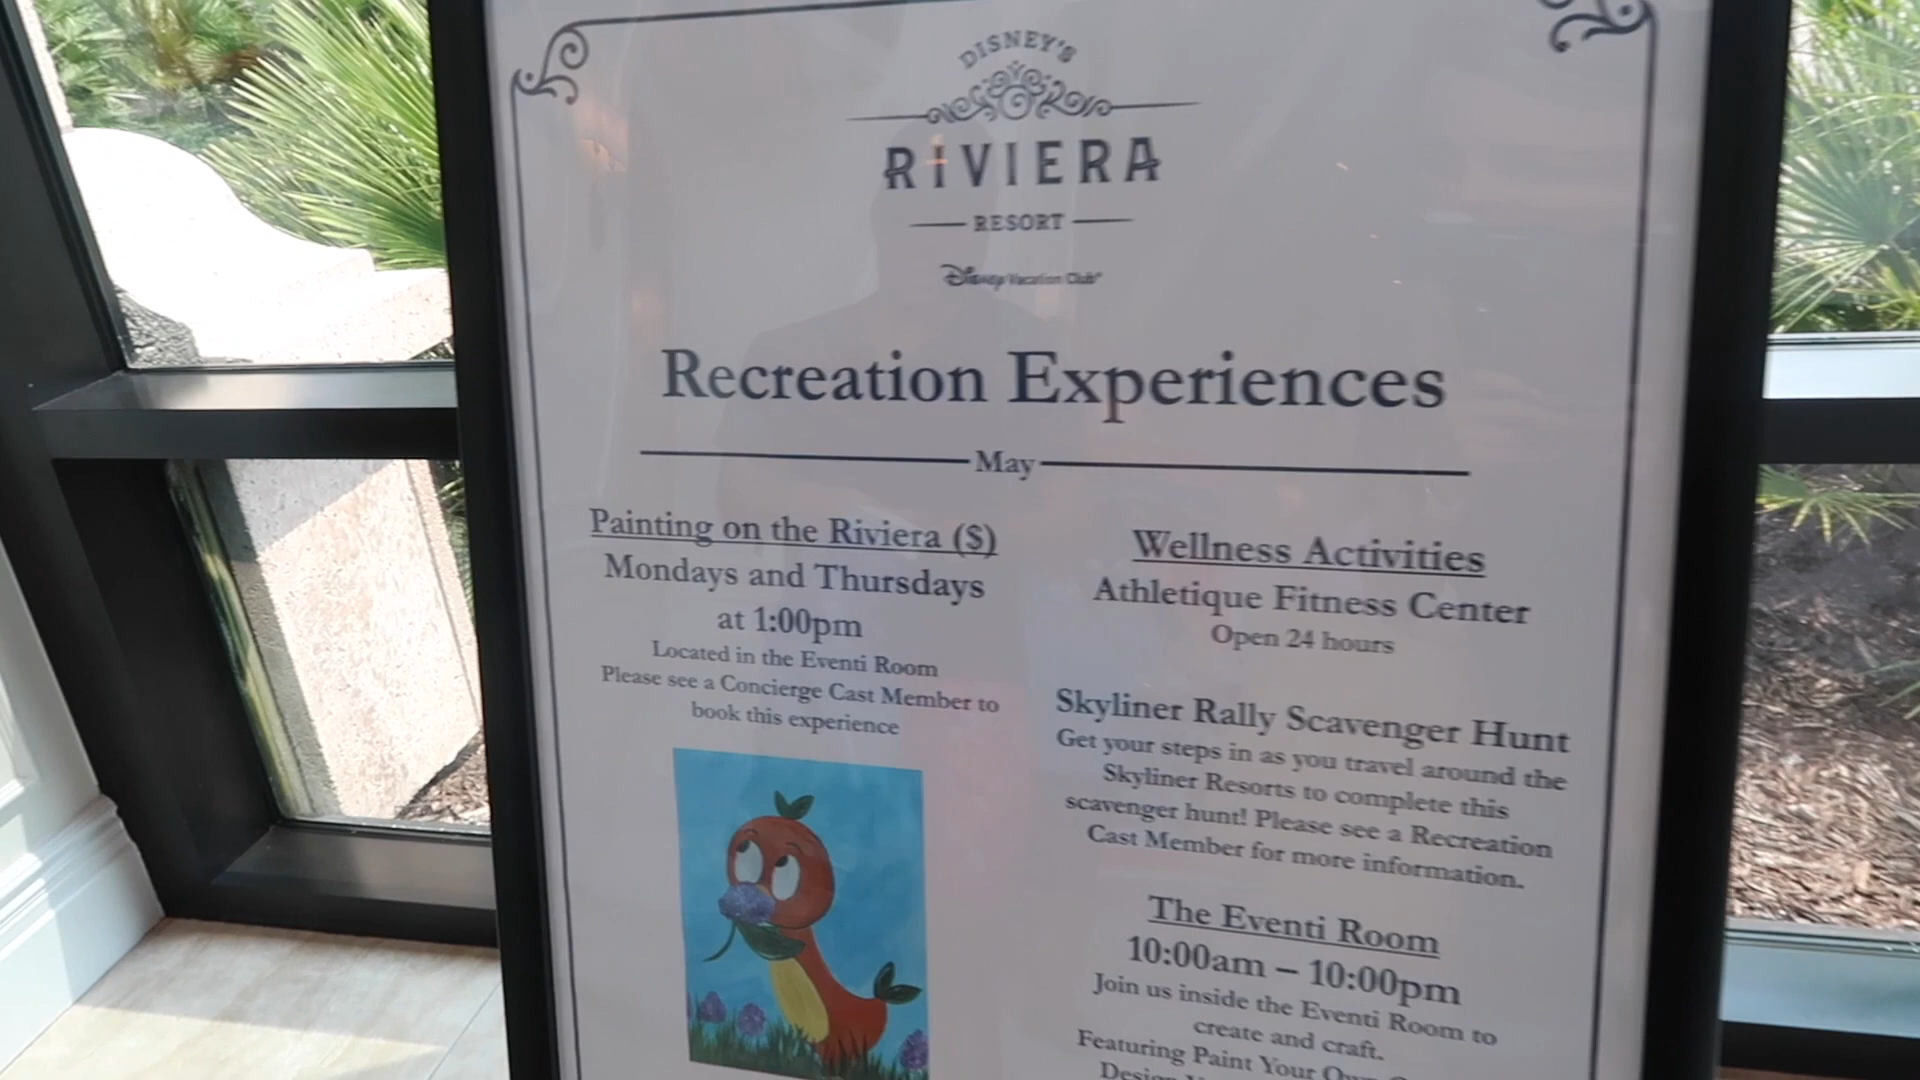 DISNEY'S
RIVIERA
RESORT
Disney Vacation Club®
Recreation Experiences
May
Painting on the Riviera ($)
Mondays and Thursdays
at 1:00pm
Located in the Eventi Room
Please see a Concierge Cast Member to
book this experience
Wellness Activities
Athletique Fitness Center
Open 24 hours
Skyliner Rally Scavenger Hunt
Get your steps in as you travel around the
Skyliner Resorts to complete this
scavenger hunt! Please see a Recreation
Cast Member for more information.
The Eventi Room
10:00am – 10:00pm
Join us inside the Eventi Room to
create and craft.
Featuring Paint Your Own
Design